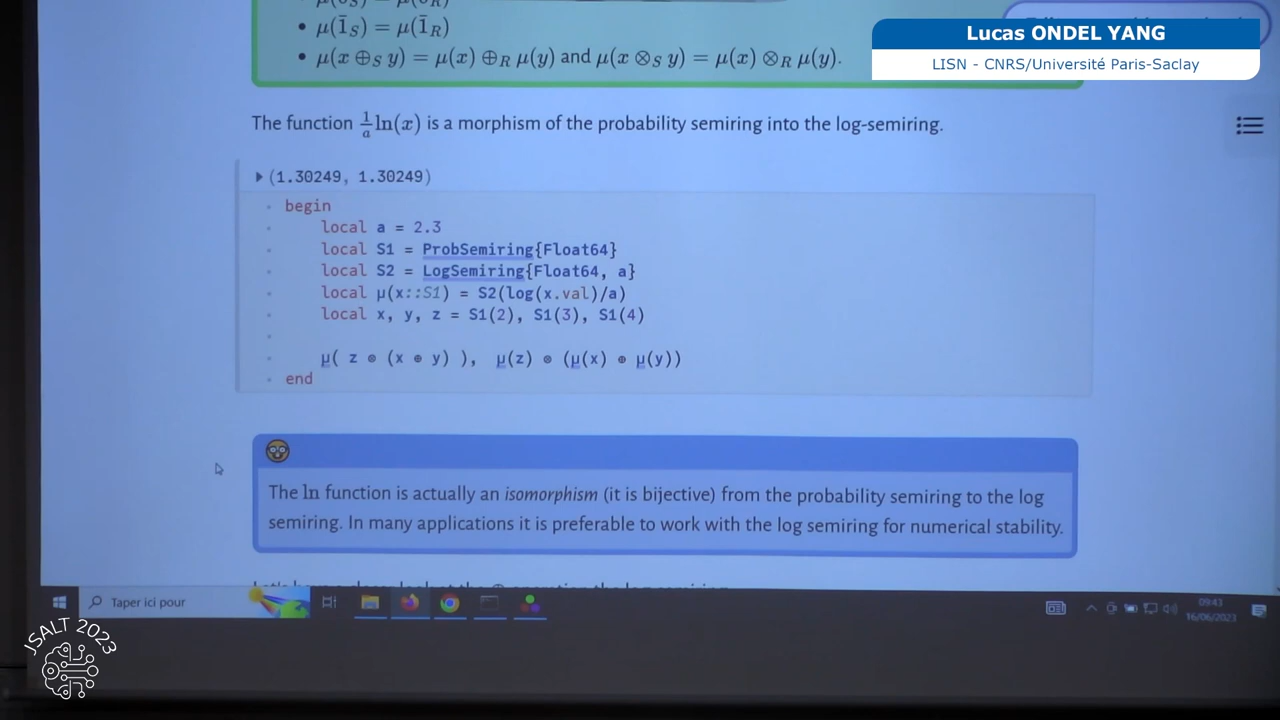 • μ(1̄_S) = μ(1̄_R)
• μ(x ⊕_S y) = μ(x) ⊕_R μ(y) and μ(x ⊗_S y) = μ(x) ⊗_R μ(y).
Lucas ONDEL YANG
LISN - CNRS/Université Paris-Saclay
The function 1/a ln(x) is a morphism of the probability semiring into the log-semiring.
(1.30249, 1.30249)
begin
local a = 2.3
local S1 = ProbSemiring{Float64}
local S2 = LogSemiring{Float64, a}
local μ(x::S1) = S2(log(x.val)/a)
local x, y, z = S1(2), S1(3), S1(4)
μ( z ⊗ (x ⊕ y) ), μ(z) ⊗ (μ(x) ⊕ μ(y))
end
The ln function is actually an isomorphism (it is bijective) from the probability semiring to the log
semiring. In many applications it is preferable to work with the log semiring for numerical stability.
Taper ici pour
09:43
16/06/2023
JSALT 2023